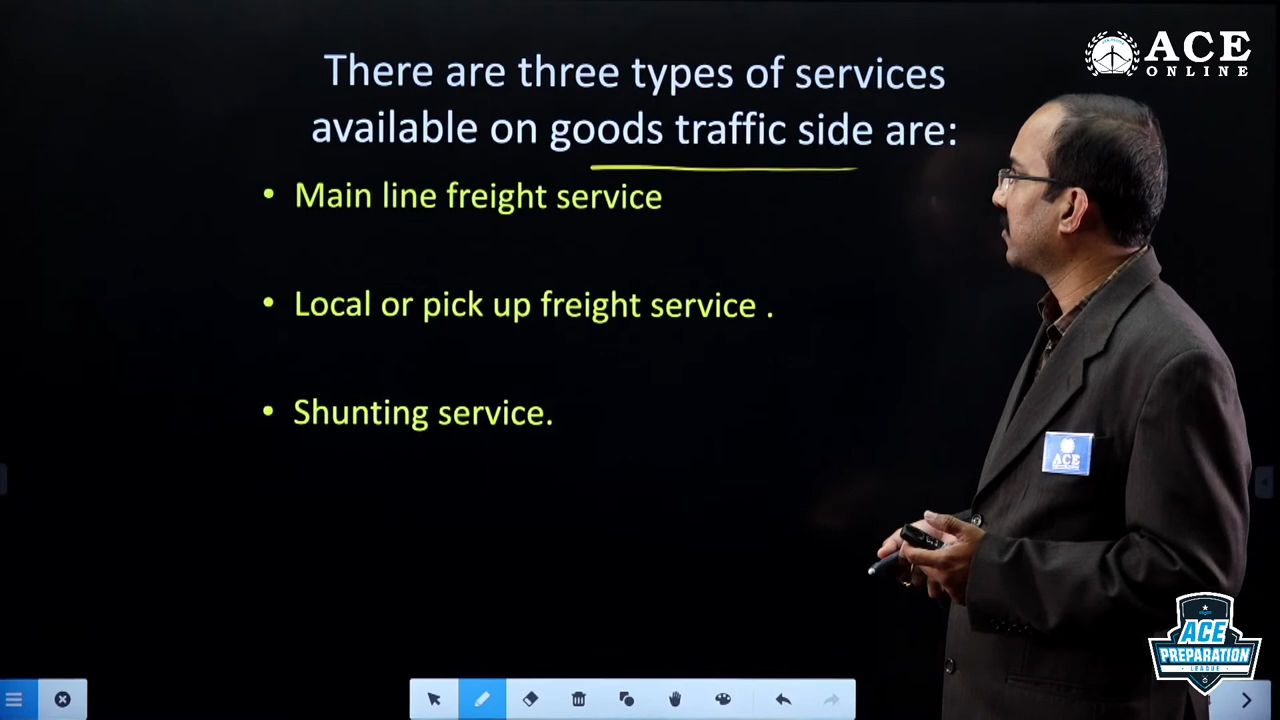 There are three types of services
available on goods traffic side are:
• Main line freight service
• Local or pick up freight service .
• Shunting service.
ACE
ONLINE
ACE
ACE
PREPARATION
LEAGUE